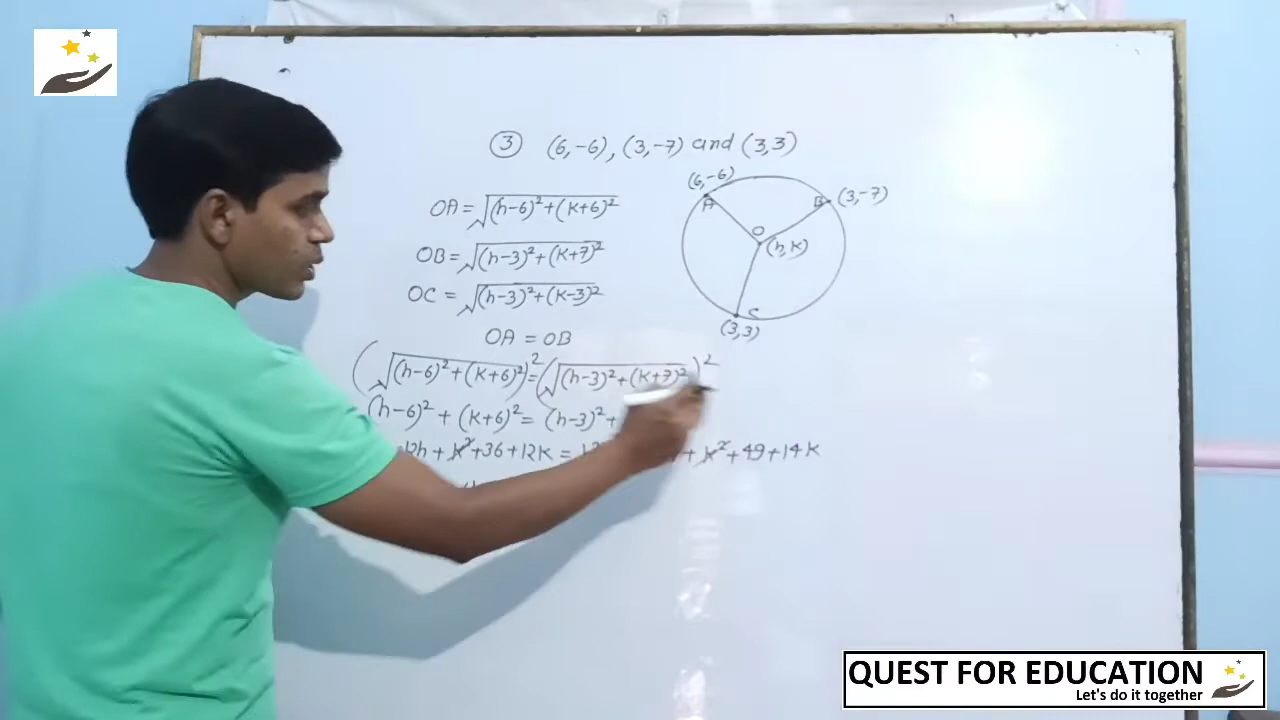 ③ (6,-6), (3,-7) and (3,3)
(6,-6)
A
B (3,-7)
O
(h, k)
C
(3,3)
OA = √(h-6)²+(k+6)²
OB = √(h-3)²+(k+7)²
OC = √(h-3)²+(k-3)²
OA = OB
(√(h-6)²+(k+6)²)² = (√(h-3)²+(k+7)²)²
(h-6)² + (k+6)² = (h-3)²+
-12h + k² +36 +12k = + k² +49 +14k
QUEST FOR EDUCATION
Let's do it together